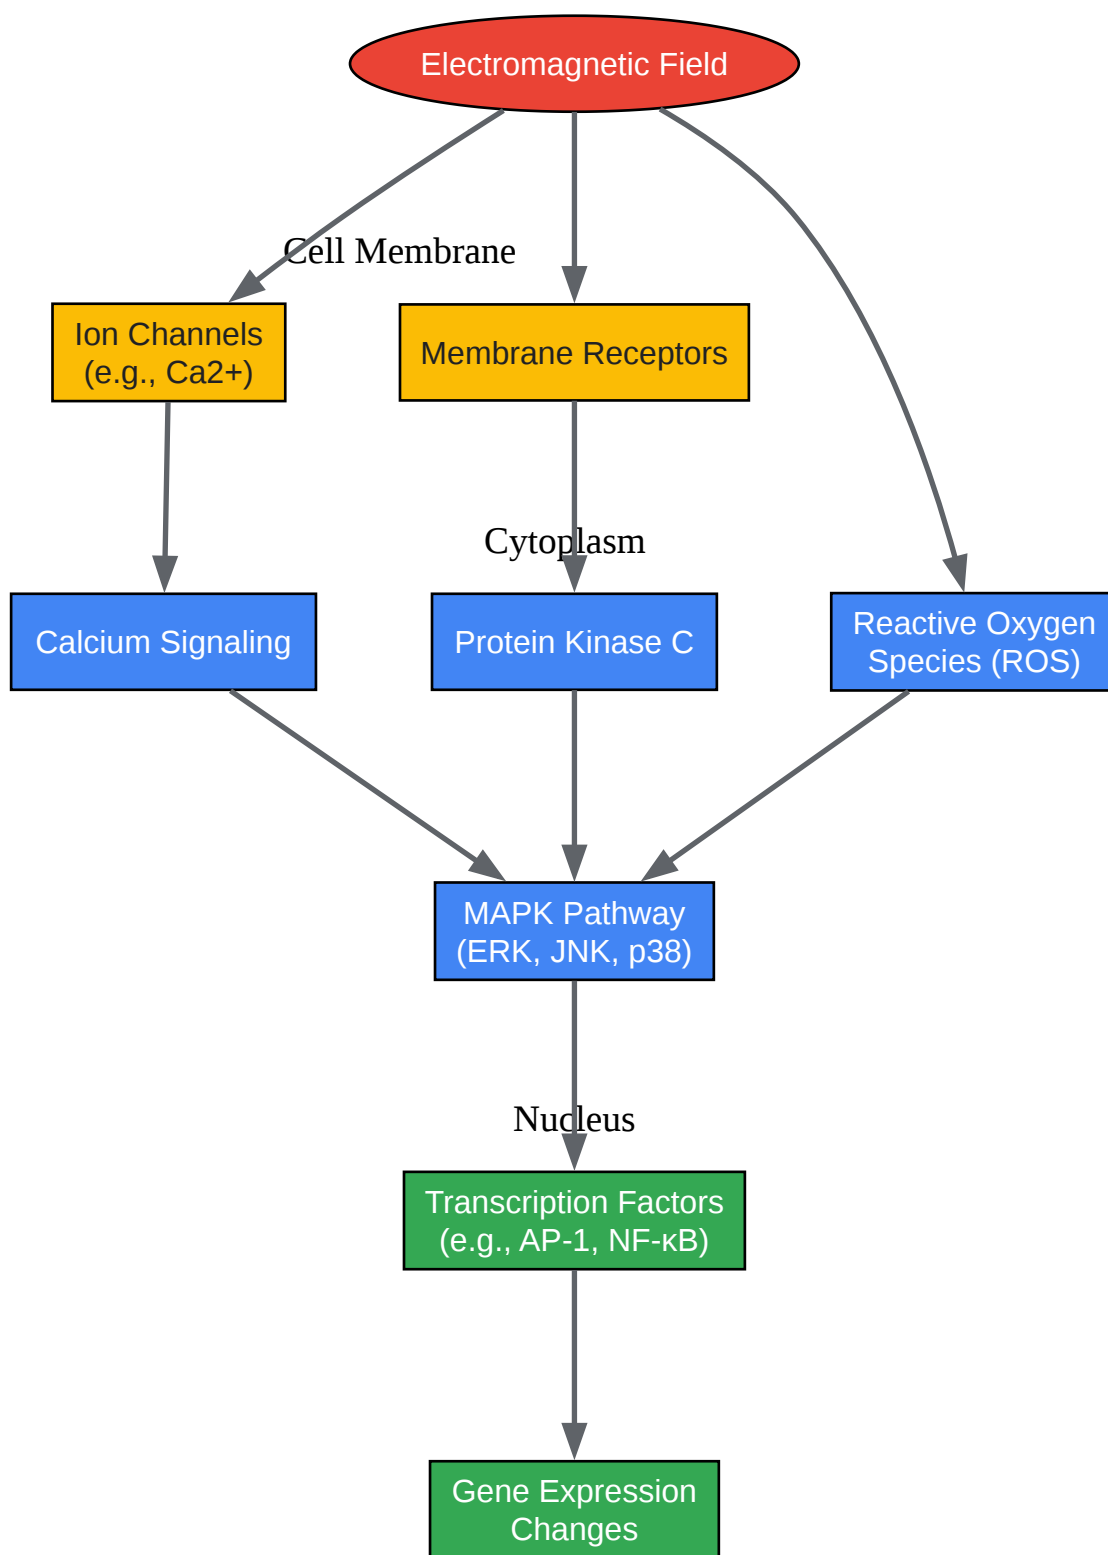 Electromagnetic Field
Cell Membrane
Ion Channels
(e.g., Ca2+)
Membrane Receptors
Cytoplasm
Calcium Signaling
Protein Kinase C
Reactive Oxygen
Species (ROS)
MAPK Pathway
(ERK, JNK, p38)
Nucleus
Transcription Factors
(e.g., AP-1, NF-κB)
Gene Expression
Changes